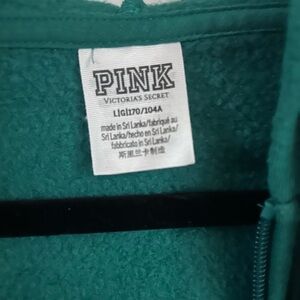 PINK
VICTORIA'S SECRET
L|G|170/104A
made in Sri Lanka/fabriqué au
Sri Lanka/hecho en Sri Lanka/
fabbricato in Sri Lanka/
斯里兰卡制造